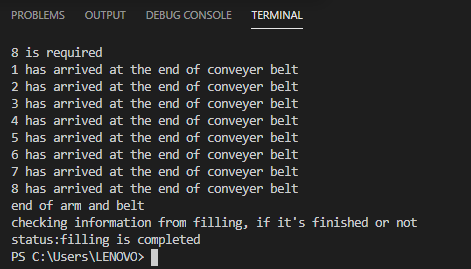 PROBLEMS OUTPUT DEBUG CONSOLE TERMINAL
8 is required
1 has arrived at the end of conveyer belt
2 has arrived at the end of conveyer belt
3 has arrived at the end of conveyer belt
4 has arrived at the end of conveyer belt
5 has arrived at the end of conveyer belt
6 has arrived at the end of conveyer belt
7 has arrived at the end of conveyer belt
8 has arrived at the end of conveyer belt
end of arm and belt
checking information from filling, if it's finished or not
status:filling is completed
PS C:\Users\LENOVO>